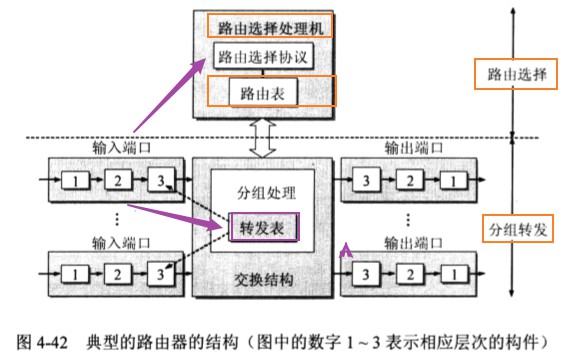 路由选择处理机
路由选择协议
路由表
路由选择
输入端口
输出端口
1 2 3
分组处理
3 2 1
转发表
分组转发
输入端口
输出端口
1 2 3
交换结构
3 2 1
图 4-42 典型的路由器的结构（图中的数字 1～3 表示相应层次的构件）